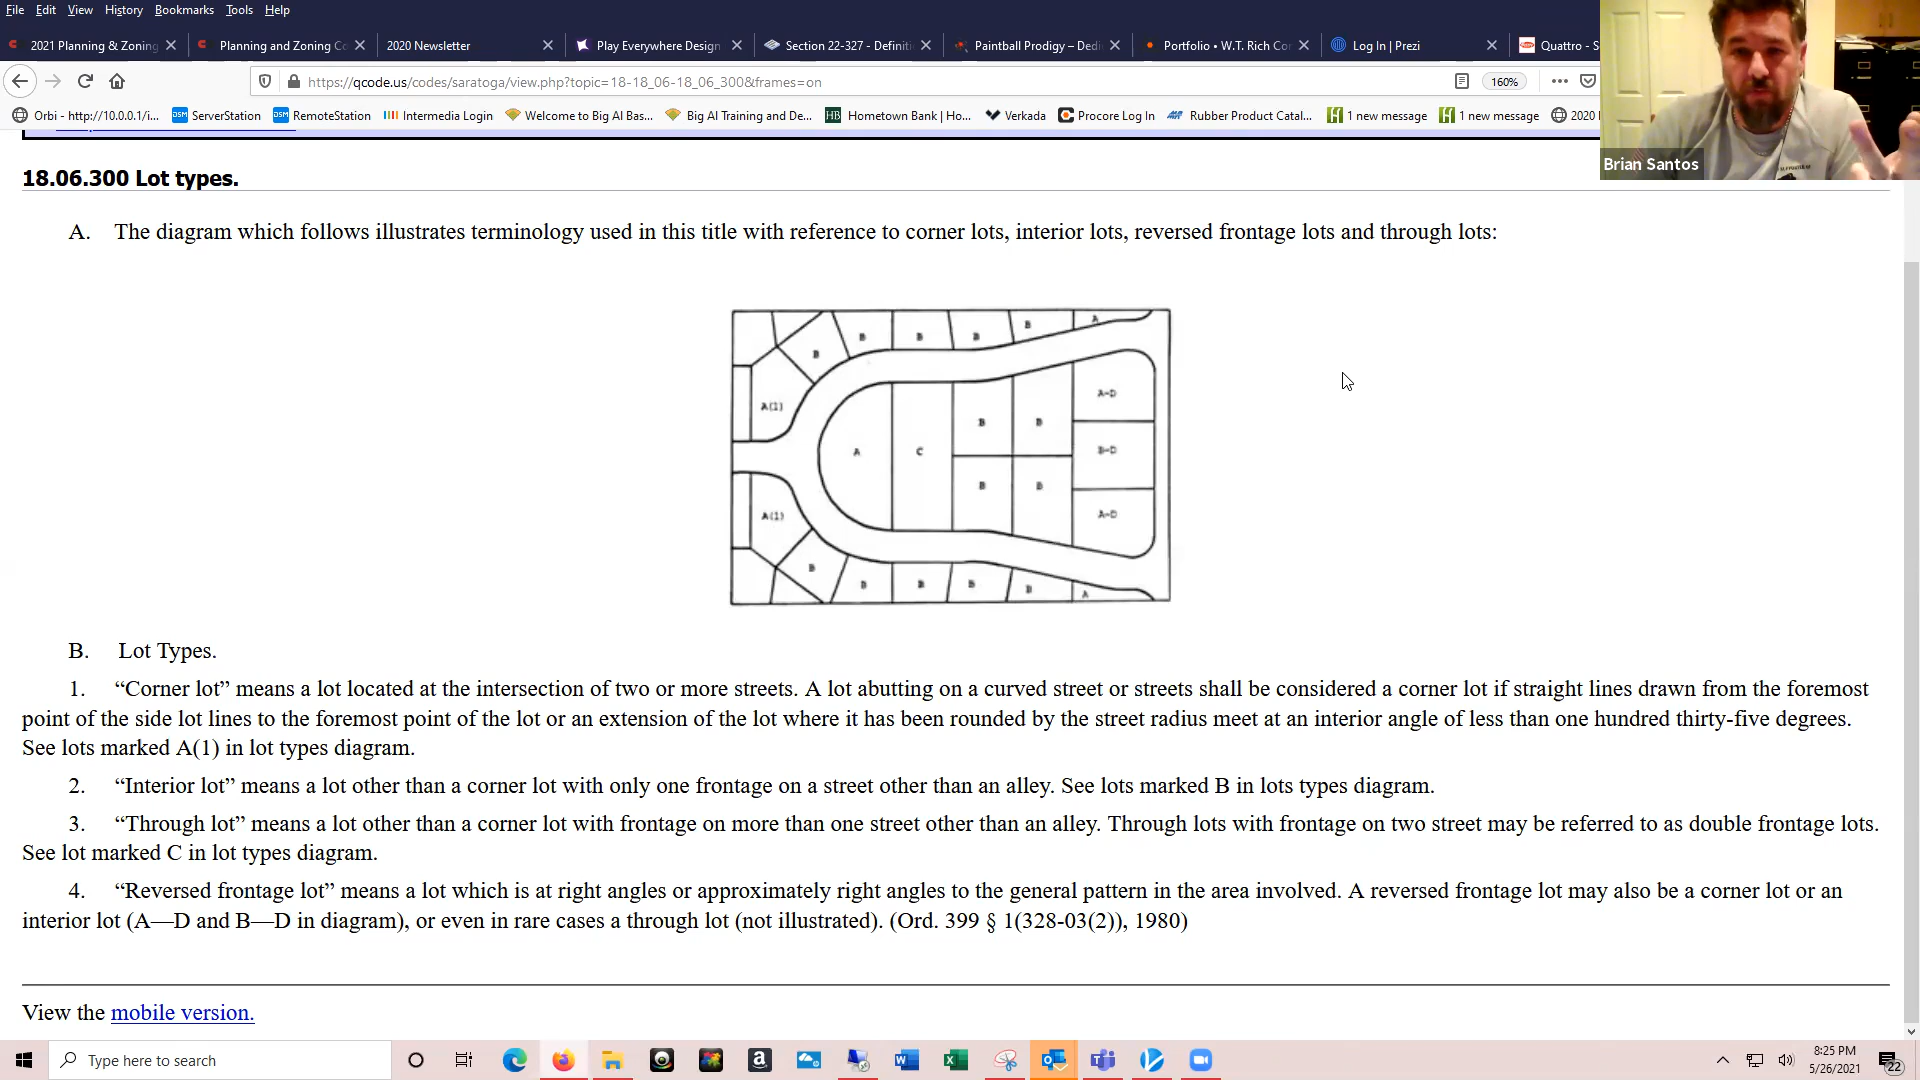 File Edit View History Bookmarks Tools Help
2021 Planning & Zoning
Planning and Zoning Co
2020 Newsletter
Play Everywhere Design
Section 22-327 - Definiti
Paintball Prodigy – Dedi
Portfolio • W.T. Rich Co
Log In | Prezi
Quattro - S
https://qcode.us/codes/saratoga/view.php?topic=18-18_06-18_06_300&frames=on
160%
Orbi - http://10.0.0.1/i... DSM ServerStation DSM RemoteStation Intermedia Login Welcome to Big AI Bas... Big AI Training and De... HB Hometown Bank | Ho... Verkada Procore Log In Rubber Product Catal... 1 new message 1 new message 2020
Brian Santos
18.06.300 Lot types.
A. The diagram which follows illustrates terminology used in this title with reference to corner lots, interior lots, reversed frontage lots and through lots:
B B B B A
B
A(1)
A-D
B B
A C B-D
B B
A(1) A-D
B
B B B B A
B. Lot Types.
1. “Corner lot” means a lot located at the intersection of two or more streets. A lot abutting on a curved street or streets shall be considered a corner lot if straight lines drawn from the foremost
point of the side lot lines to the foremost point of the lot or an extension of the lot where it has been rounded by the street radius meet at an interior angle of less than one hundred thirty-five degrees.
See lots marked A(1) in lot types diagram.
2. “Interior lot” means a lot other than a corner lot with only one frontage on a street other than an alley. See lots marked B in lots types diagram.
3. “Through lot” means a lot other than a corner lot with frontage on more than one street other than an alley. Through lots with frontage on two street may be referred to as double frontage lots.
See lot marked C in lot types diagram.
4. “Reversed frontage lot” means a lot which is at right angles or approximately right angles to the general pattern in the area involved. A reversed frontage lot may also be a corner lot or an
interior lot (A—D and B—D in diagram), or even in rare cases a through lot (not illustrated). (Ord. 399 § 1(328-03(2)), 1980)
View the mobile version.
Type here to search
8:25 PM
5/26/2021
22